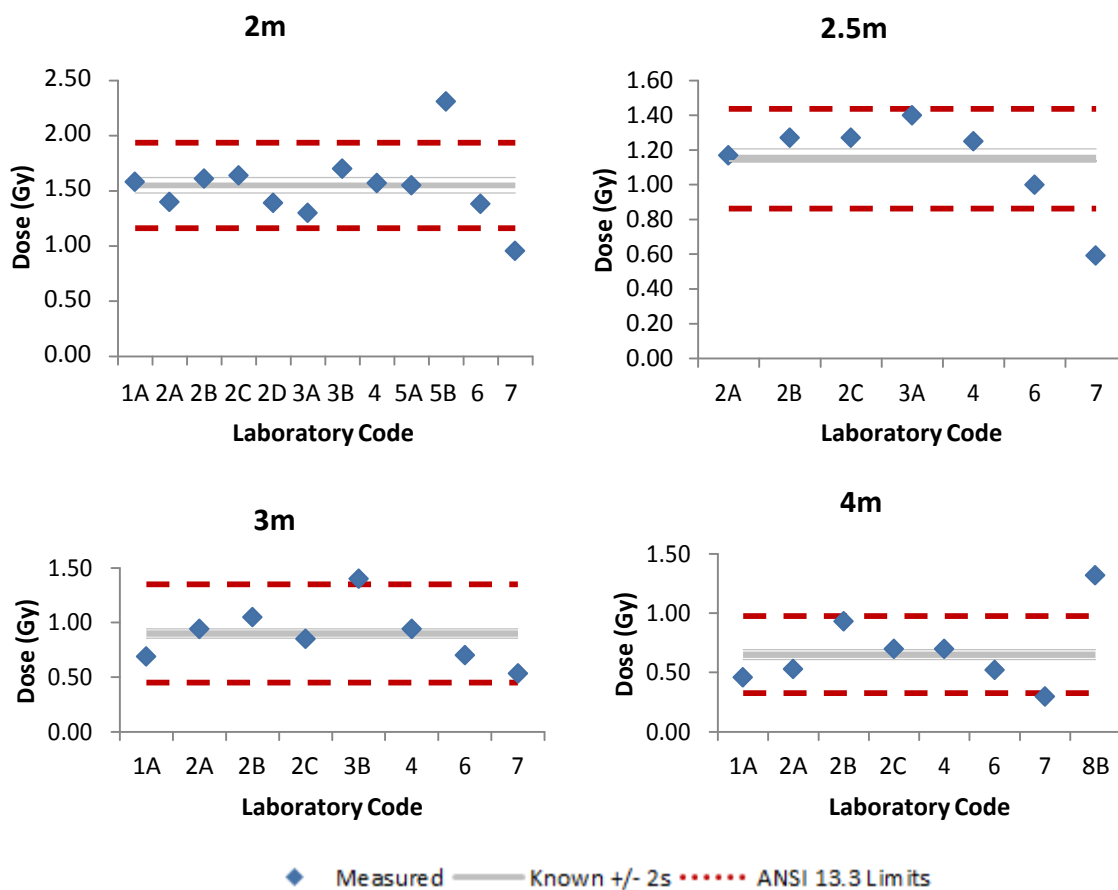 2m
2.50
2.00
1.50
1.00
0.50
0.00
Dose (Gy)
1A 2A 2B 2C 2D 3A 3B 4 5A 5B 6 7
Laboratory Code
2.5m
1.60
1.40
1.20
1.00
0.80
0.60
0.40
0.20
0.00
Dose (Gy)
2A 2B 2C 3A 4 6 7
Laboratory Code
3m
1.50
1.00
0.50
0.00
Dose (Gy)
1A 2A 2B 2C 3B 4 6 7
Laboratory Code
4m
1.50
1.00
0.50
0.00
Dose (Gy)
1A 2A 2B 2C 4 6 7 8B
Laboratory Code
Measured Known +/- 2s ANSI 13.3 Limits